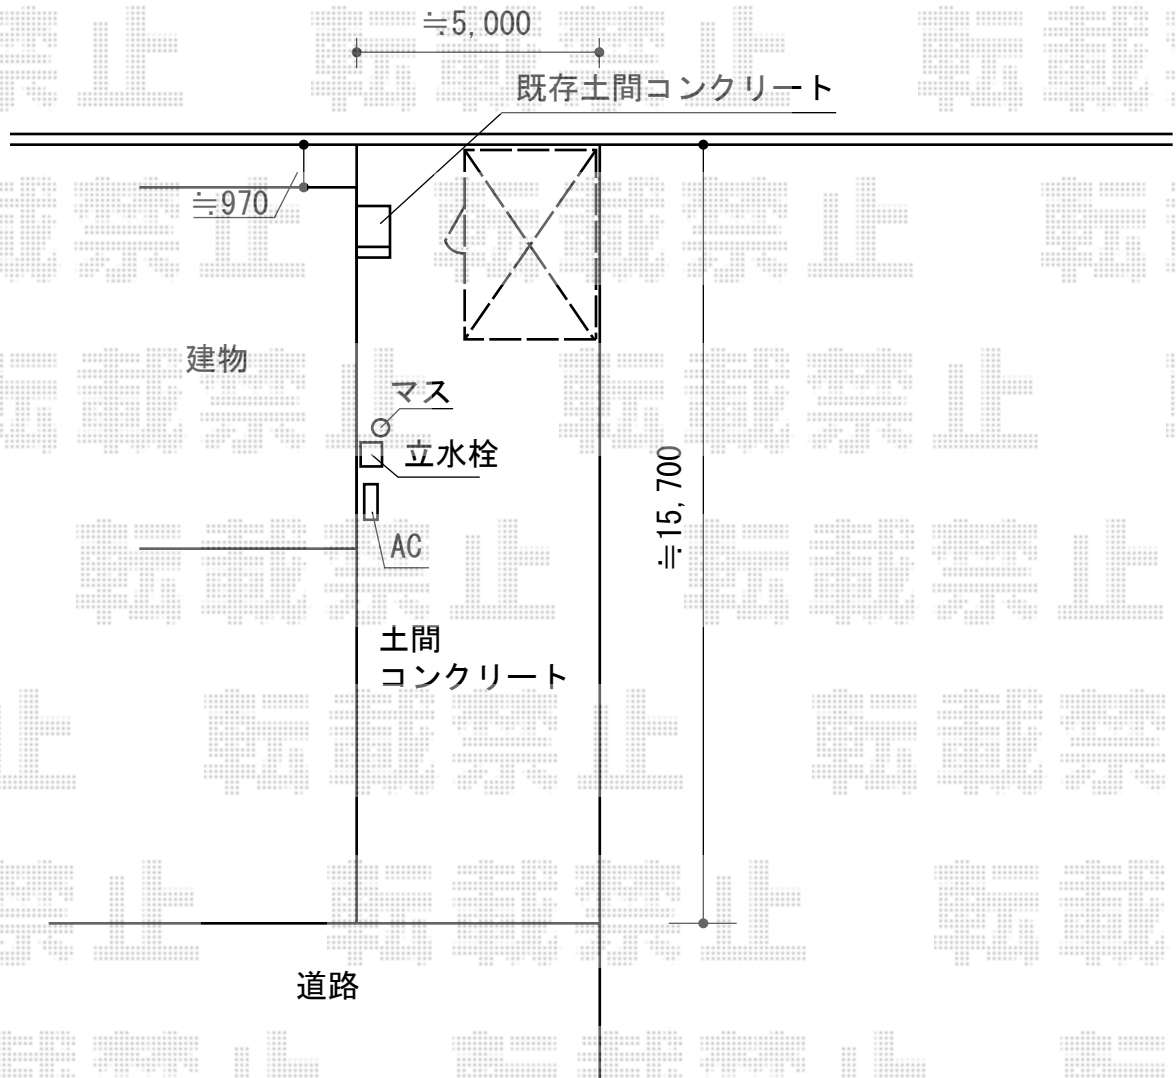 ≒5,000
既存土間コンクリート
≒970
建物
マス
立水栓
≒15,700
AC
土間
コンクリート
道路
転載禁止